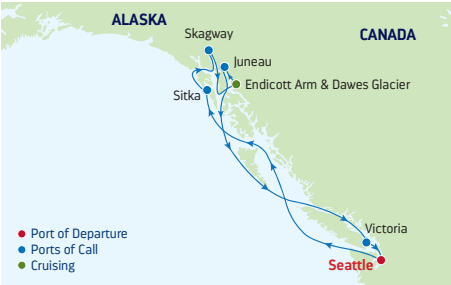 ALASKA
Skagway
CANADA
Juneau
Endicott Arm & Dawes Glacier
Sitka
Victoria
Seattle
Port of Departure
Ports of Call
Cruising